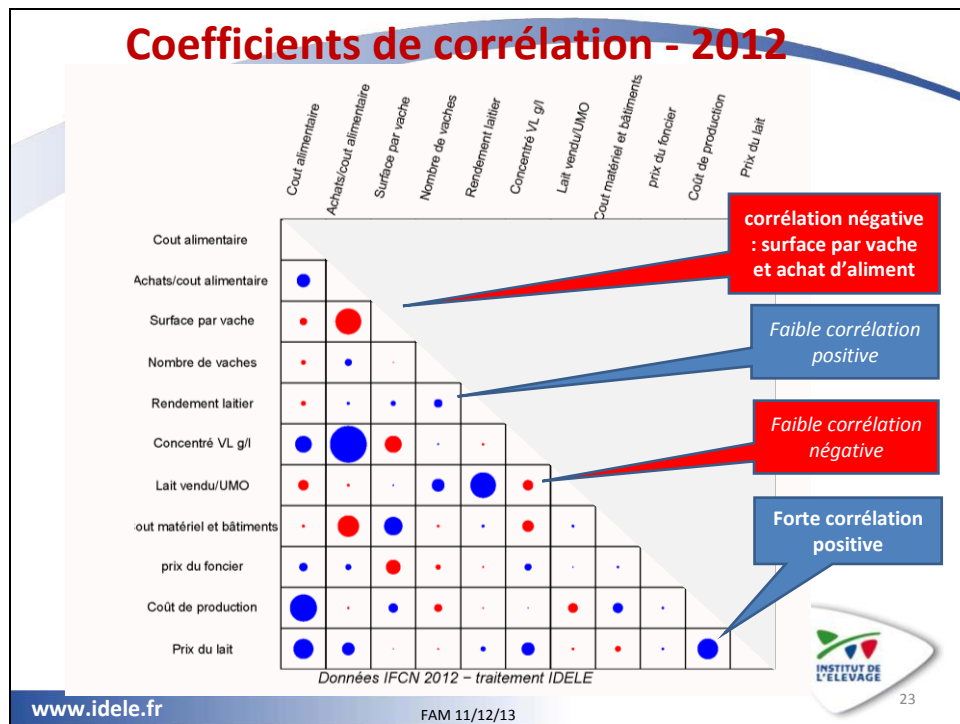 Coefficients de corrélation - 2012
Cout alimentaire
Achats/cout alimentaire
Surface par vache
Nombre de vaches
Rendement laitier
Concentré VL g/l
Lait vendu/UMO
Cout matériel et bâtiments
prix du foncier
Coût de production
Prix du lait
Cout alimentaire
Achats/cout alimentaire
Surface par vache
Nombre de vaches
Rendement laitier
Concentré VL g/l
Lait vendu/UMO
out matériel et bâtiments
prix du foncier
Coût de production
Prix du lait
corrélation négative
: surface par vache
et achat d’aliment
Faible corrélation
positive
Faible corrélation
négative
Forte corrélation
positive
Données IFCN 2012 − traitement IDELE
INSTITUT DE
L'ELEVAGE
www.idele.fr
FAM 11/12/13
23